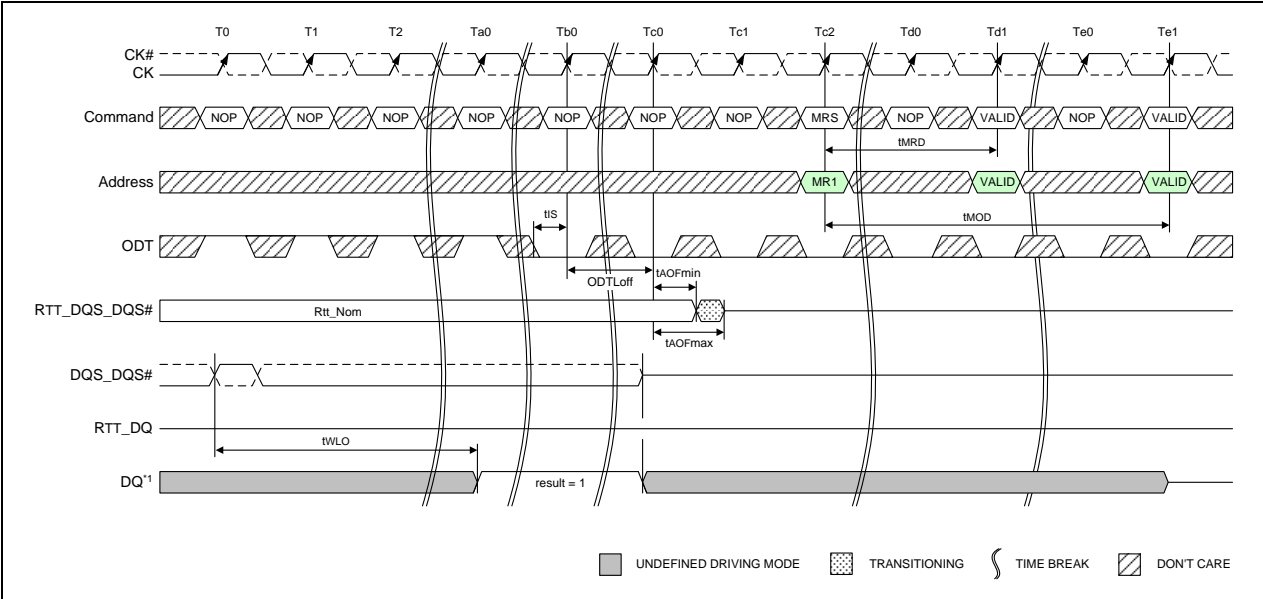 T0 T1 T2 Ta0 Tb0 Tc0 Tc1 Tc2 Td0 Td1 Te0 Te1
CK#
CK
Command NOP NOP NOP NOP NOP NOP NOP MRS NOP VALID NOP VALID
tMRD
Address MR1 VALID VALID
tIS
tMOD
ODT
ODTLoff
tAOFmin
RTT_DQS_DQS# Rtt_Nom
tAOFmax
DQS_DQS#
RTT_DQ
tWLO
DQ*1 result = 1
UNDEFINED DRIVING MODE TRANSITIONING TIME BREAK DON'T CARE